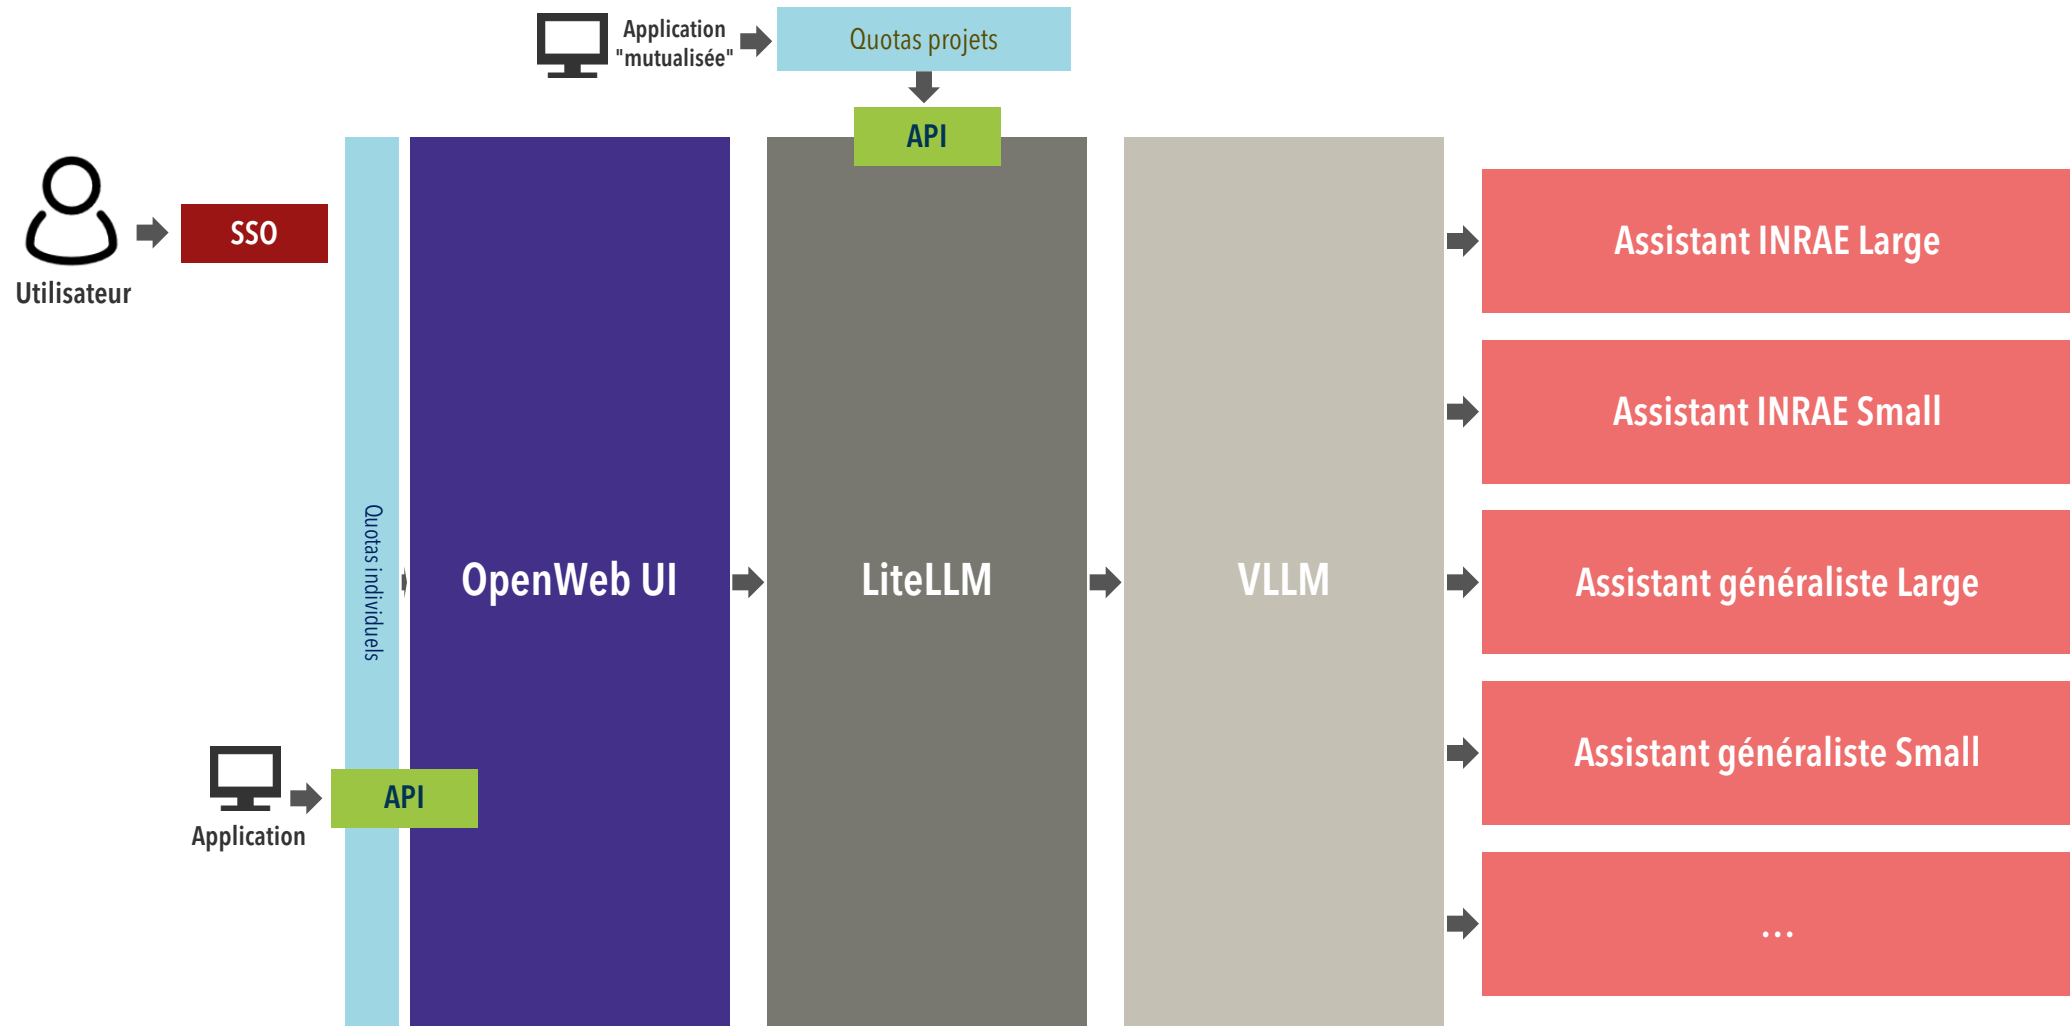 Application
"mutualisée"
Quotas projets
API
Utilisateur
SSO
Quotas individuels
OpenWeb UI
LiteLLM
VLLM
API
Application
Assistant INRAE Large
Assistant INRAE Small
Assistant généraliste Large
Assistant généraliste Small
...